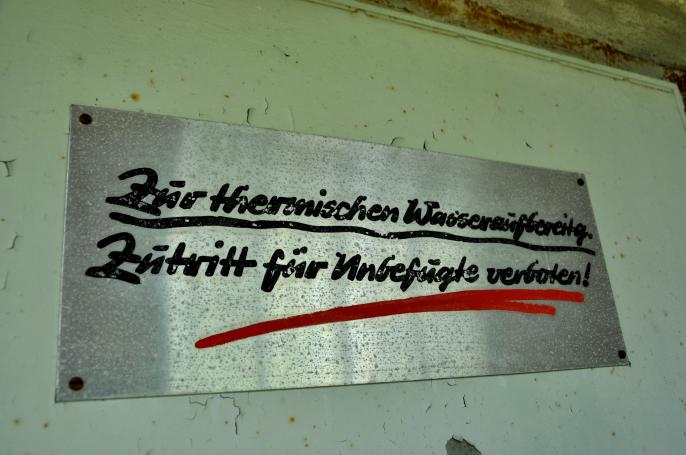 Zur thermischen Wasseraufbereitg.
Zutritt für Unbefugte verboten!